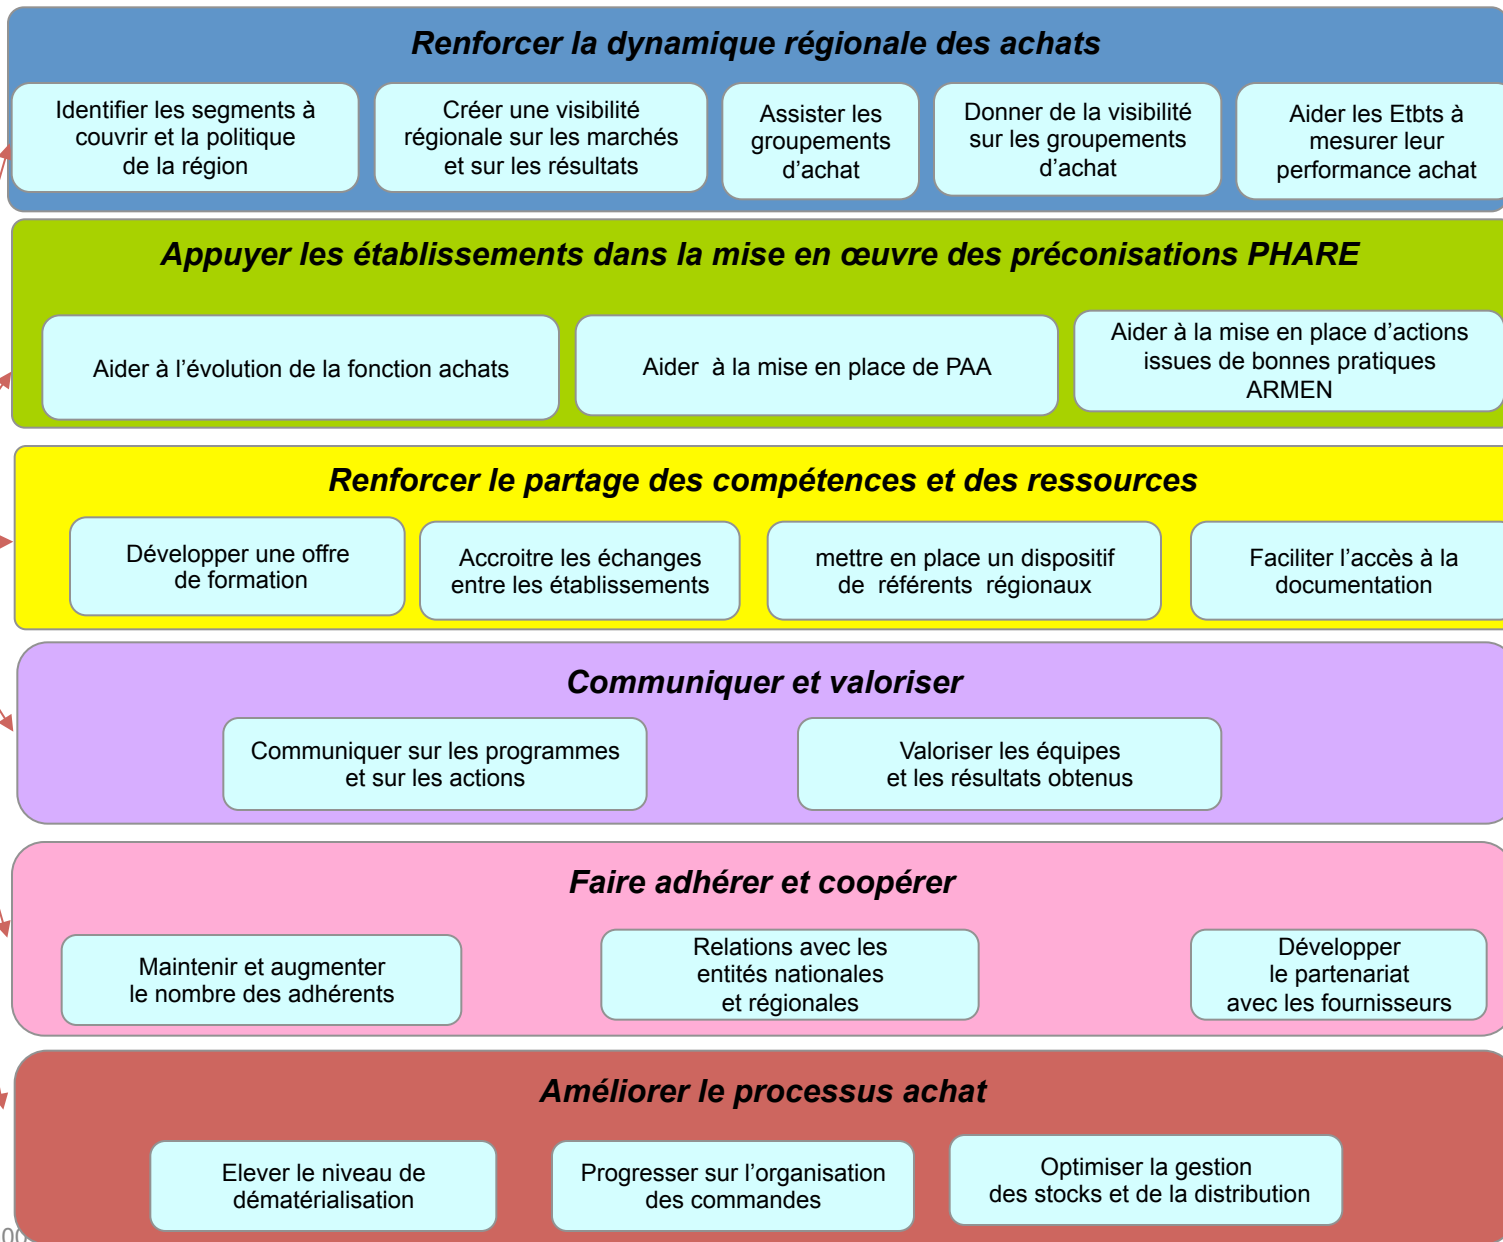 Renforcer la dynamique régionale des achats
Identifier les segments à
couvrir et la politique
de la région
Créer une visibilité
régionale sur les marchés
et sur les résultats
Assister les
groupements
d’achat
Donner de la visibilité
sur les groupements
d’achat
Aider les Etbts à
mesurer leur
performance achat
Appuyer les établissements dans la mise en œuvre des préconisations PHARE
Aider à l’évolution de la fonction achats
Aider à la mise en place de PAA
Aider à la mise en place d’actions
issues de bonnes pratiques
ARMEN
Renforcer le partage des compétences et des ressources
Développer une offre
de formation
Accroitre les échanges
entre les établissements
mettre en place un dispositif
de référents régionaux
Faciliter l’accès à la
documentation
Communiquer et valoriser
Communiquer sur les programmes
et sur les actions
Valoriser les équipes
et les résultats obtenus
Faire adhérer et coopérer
Maintenir et augmenter
le nombre des adhérents
Relations avec les
entités nationales
et régionales
Développer
le partenariat
avec les fournisseurs
Améliorer le processus achat
Elever le niveau de
dématérialisation
Progresser sur l’organisation
des commandes
Optimiser la gestion
des stocks et de la distribution